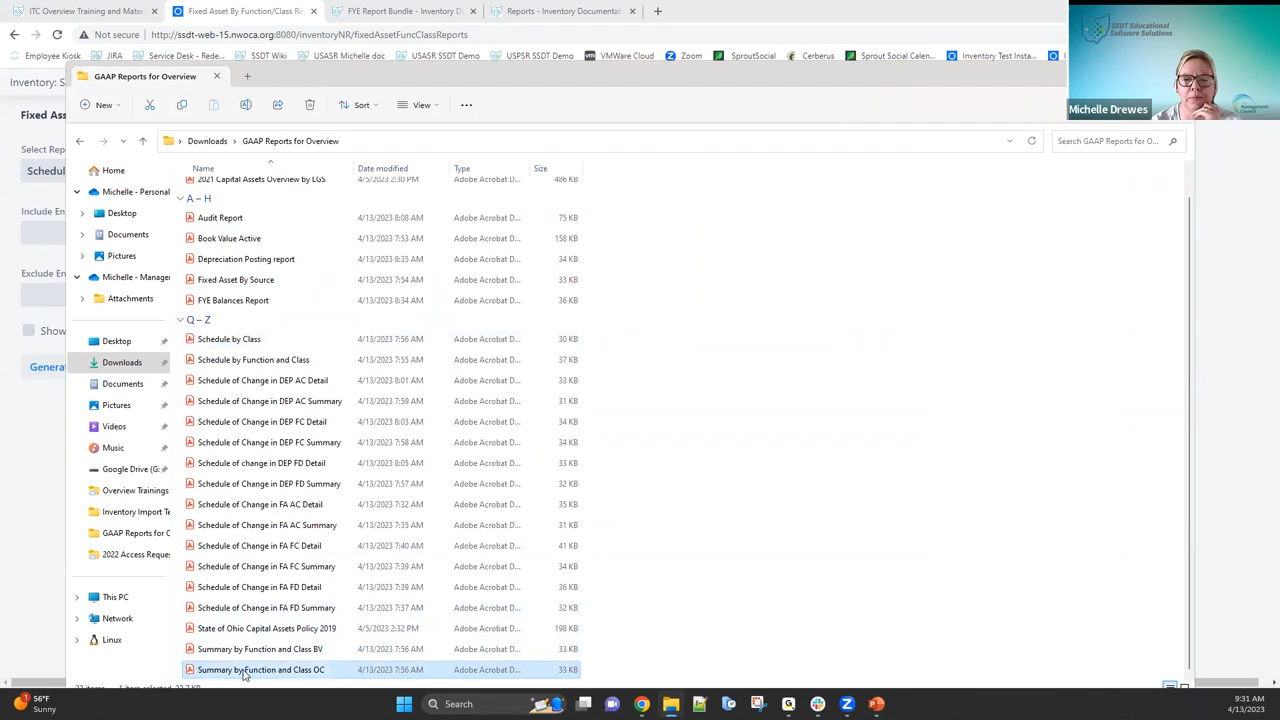 ITC Overview Training and Mate
Fixed Asset By Function/Class Re
FYE Report Bundle - Inventory D
Reports - Inventory Documentat
Not secure
http://ssdt-web-15.nwoca.org:8080/inventoryNR/fixedAssetFuncClassReports
Employee Kiosk
JIRA
Service Desk - Rede...
SSDT Wiki
USPSR Michelle doc
USASR SSDT Demo
USPSR SSDT Demo
VMWare Cloud
Zoom
SproutSocial
Cerberus
Sprout Social Calen...
Inventory Test Insta...
SSDT Educational
Software Solutions
Management
Council
Michelle Drewes
Inventory: S
Fixed Ass
Select Repo
Schedul
Include En
Exclude En
Show
Genera
GAAP Reports for Overview
New
Sort
View
Downloads
GAAP Reports for Overview
Search GAAP Reports for O...
Home
Michelle - Personal
Desktop
Documents
Pictures
Michelle - Manage
Attachments
Desktop
Downloads
Documents
Pictures
Videos
Music
Google Drive (G:
Overview Trainings
Inventory Import Te
GAAP Reports for O
2022 Access Reque
This PC
Network
Linux
Name Date modified Type Size
2021 Capital Assets Overview by LGS 4/5/2023 2:30 PM Adobe Acrobat D... 486 KB
A – H
Audit Report 4/13/2023 8:08 AM Adobe Acrobat D... 75 KB
Book Value Active 4/13/2023 7:53 AM Adobe Acrobat D... 158 KB
Depreciation Posting report 4/13/2023 8:35 AM Adobe Acrobat D... 34 KB
Fixed Asset By Source 4/13/2023 7:54 AM Adobe Acrobat D... 33 KB
FYE Balances Report 4/13/2023 8:34 AM Adobe Acrobat D... 36 KB
Q – Z
Schedule by Class 4/13/2023 7:56 AM Adobe Acrobat D... 30 KB
Schedule by Function and Class 4/13/2023 7:55 AM Adobe Acrobat D... 37 KB
Schedule of Change in DEP AC Detail 4/13/2023 8:01 AM Adobe Acrobat D... 33 KB
Schedule of Change in DEP AC Summary 4/13/2023 7:59 AM Adobe Acrobat D... 31 KB
Schedule of Change in DEP FC Detail 4/13/2023 8:03 AM Adobe Acrobat D... 34 KB
Schedule of Change in DEP FC Summary 4/13/2023 7:58 AM Adobe Acrobat D... 34 KB
Schedule of change in DEP FD Detail 4/13/2023 8:05 AM Adobe Acrobat D... 33 KB
Schedule of Change in DEP FD Summary 4/13/2023 7:57 AM Adobe Acrobat D... 32 KB
Schedule of Change in FA AC Detail 4/13/2023 7:32 AM Adobe Acrobat D... 35 KB
Schedule of Change in FA AC Summary 4/13/2023 7:35 AM Adobe Acrobat D... 31 KB
Schedule of Change in FA FC Detail 4/13/2023 7:40 AM Adobe Acrobat D... 41 KB
Schedule of Change in FA FC Summary 4/13/2023 7:39 AM Adobe Acrobat D... 34 KB
Schedule of Change in FA FD Detail 4/13/2023 7:39 AM Adobe Acrobat D... 36 KB
Schedule of Change in FA FD Summary 4/13/2023 7:37 AM Adobe Acrobat D... 32 KB
State of Ohio Capital Assets Policy 2019 4/5/2023 2:32 PM Adobe Acrobat D... 198 KB
Summary by Function and Class BV 4/13/2023 7:56 AM Adobe Acrobat D... 33 KB
Summary by Function and Class OC 4/13/2023 7:56 AM Adobe Acrobat D... 33 KB
56°F
Sunny
Search
9:31 AM
4/13/2023